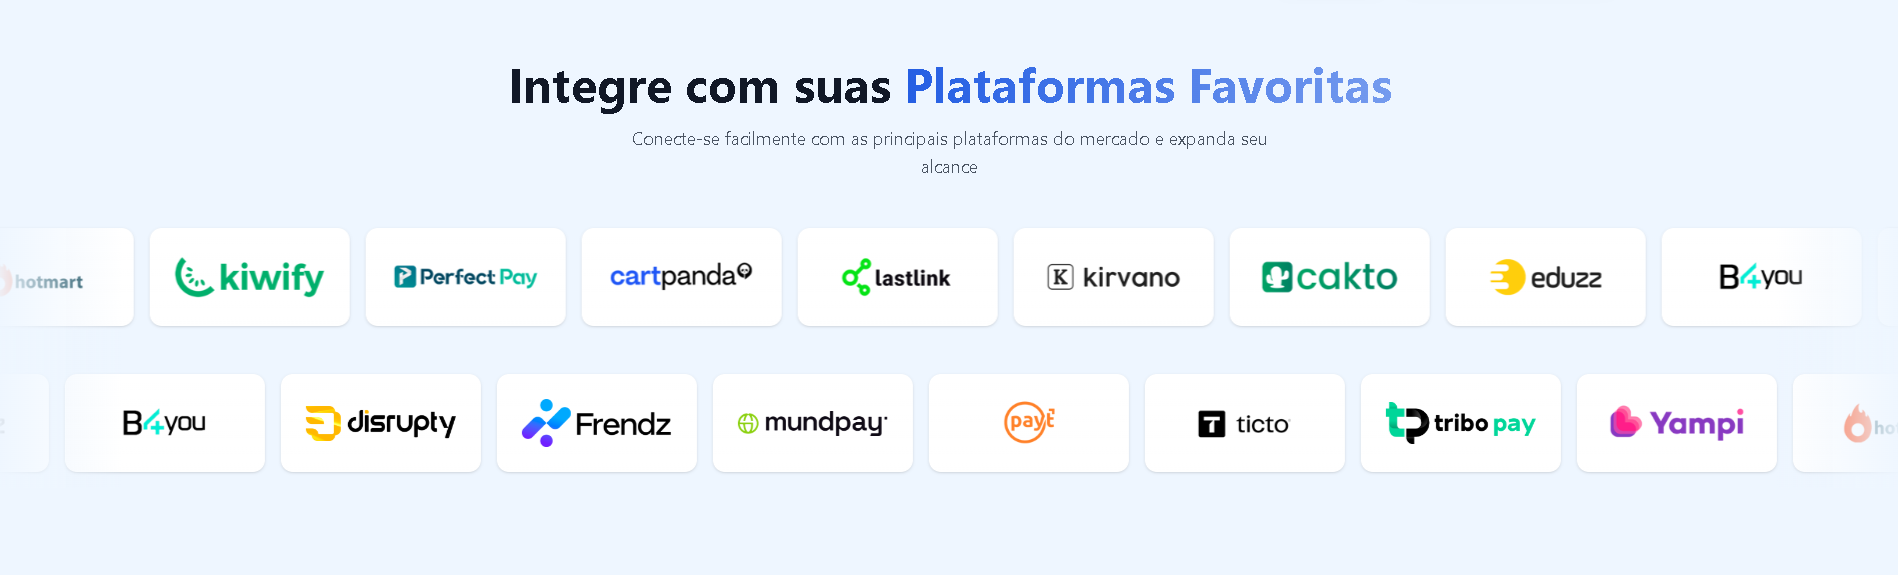 Integre com suas Plataformas Favoritas
Conecte-se facilmente com as principais plataformas do mercado e expanda seu
alcance
hotmart
kiwify
Perfect Pay
cartpanda
lastlink
K kirvano
cakto
eduzz
B4you
B4you
disrupty
Frendz
mundpay
payt
T ticto
tp tribo pay
Yampi
ho